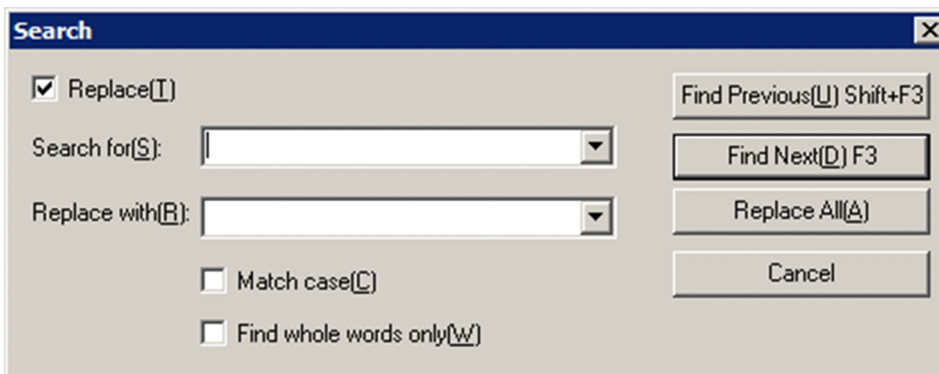 Search
Replace(T)
Find Previous(U) Shift+F3
Search for(S):
Find Next(D) F3
Replace with(R):
Replace All(A)
Match case(C)
Cancel
Find whole words only(W)